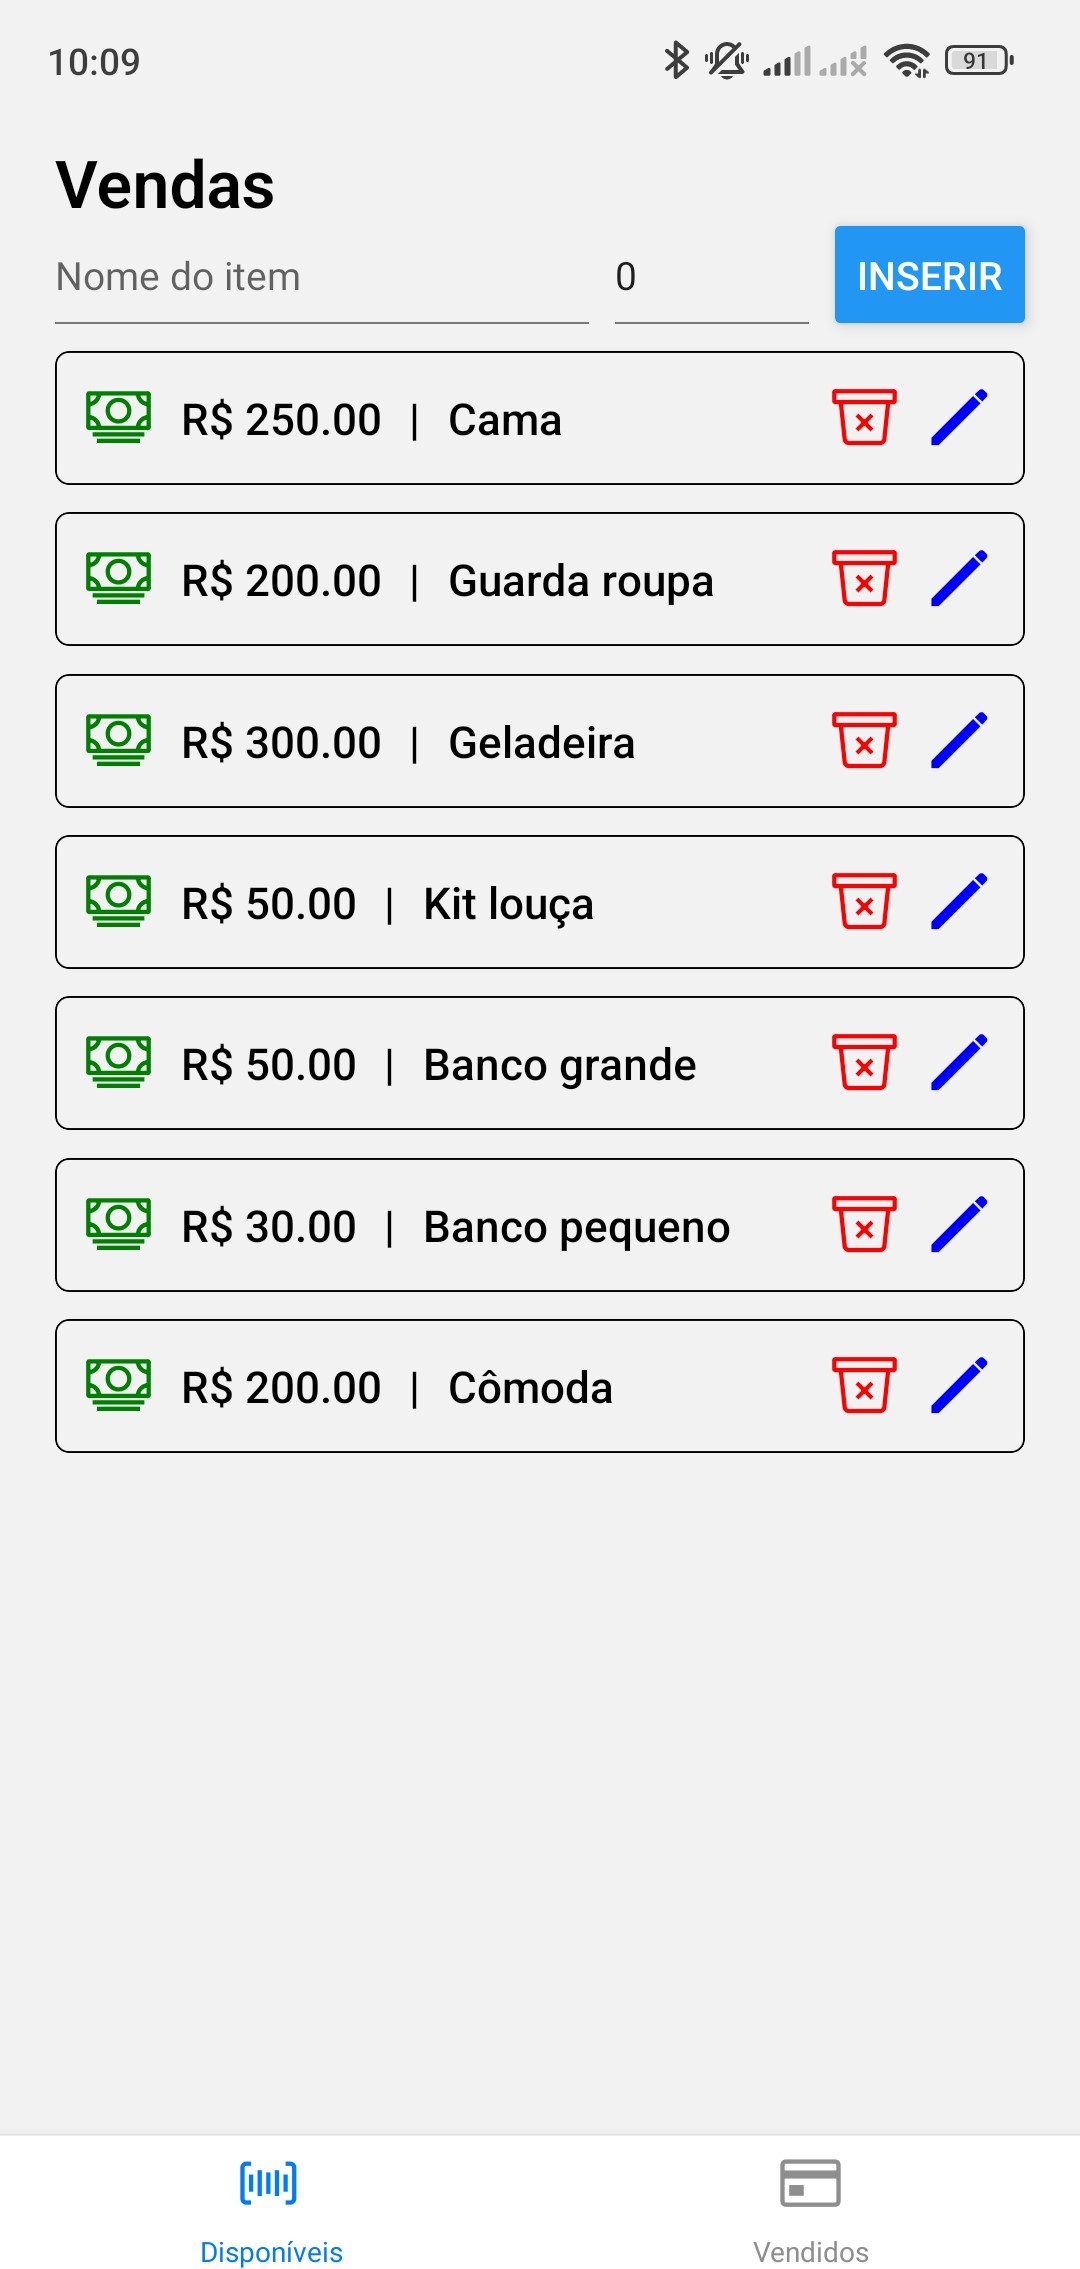 10:09 91
Vendas
Nome do item 0 INSERIR
R$ 250.00 | Cama
R$ 200.00 | Guarda roupa
R$ 300.00 | Geladeira
R$ 50.00 | Kit louça
R$ 50.00 | Banco grande
R$ 30.00 | Banco pequeno
R$ 200.00 | Cômoda
Disponíveis Vendidos